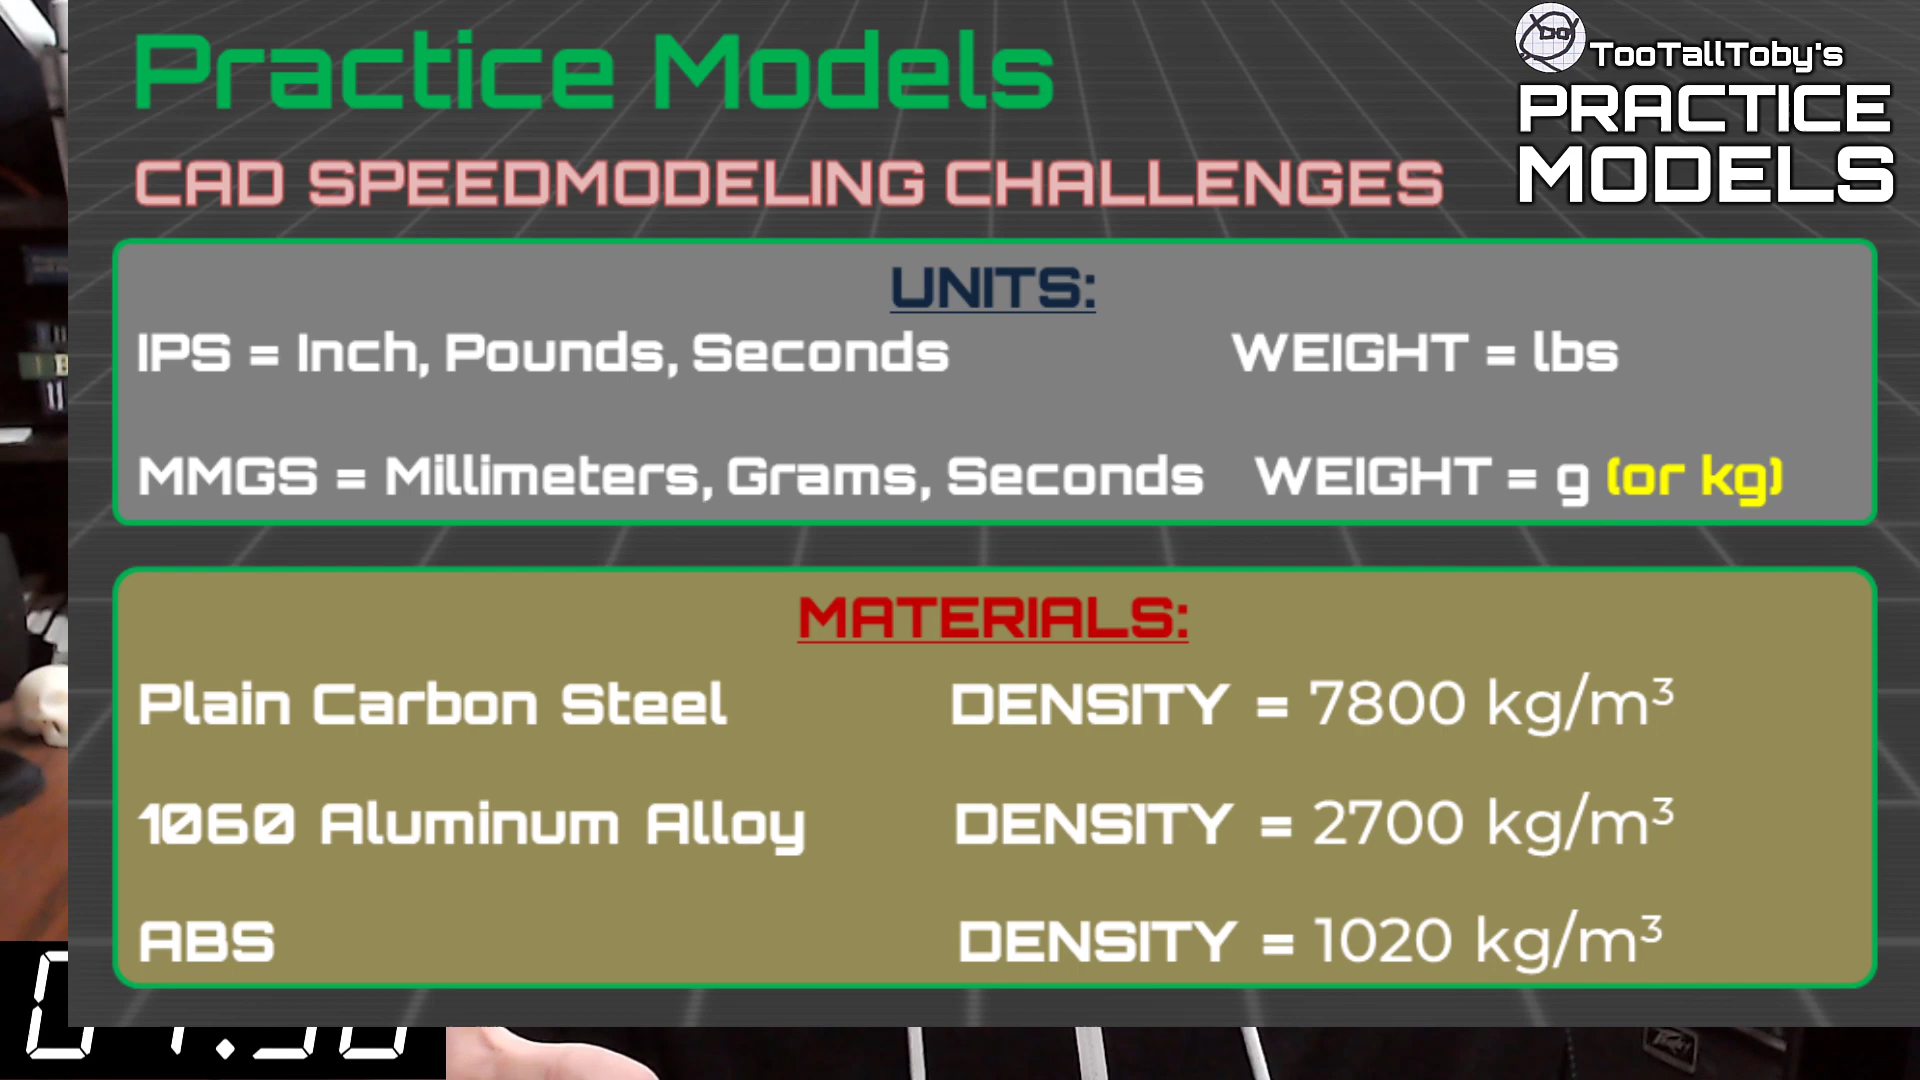 Practice Models
TooTallToby's
PRACTICE
MODELS
CAD SPEEDMODELING CHALLENGES
UNITS:
IPS = Inch, Pounds, Seconds WEIGHT = lbs
MMGS = Millimeters, Grams, Seconds WEIGHT = g (or kg)
MATERIALS:
Plain Carbon Steel DENSITY = 7800 kg/m³
1060 Aluminum Alloy DENSITY = 2700 kg/m³
ABS DENSITY = 1020 kg/m³